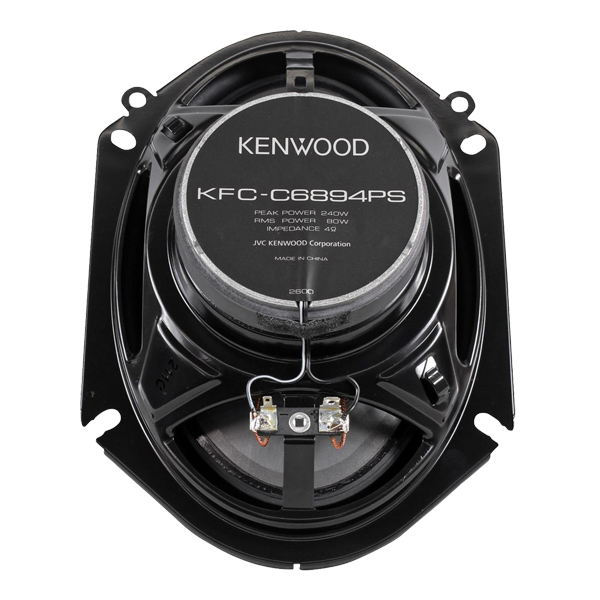 KENWOOD
KFC-C6894PS
PEAK POWER 240W
RMS POWER 80W
IMPEDANCE 4Ω
JVC KENWOOD Corporation
MADE IN CHINA
2600